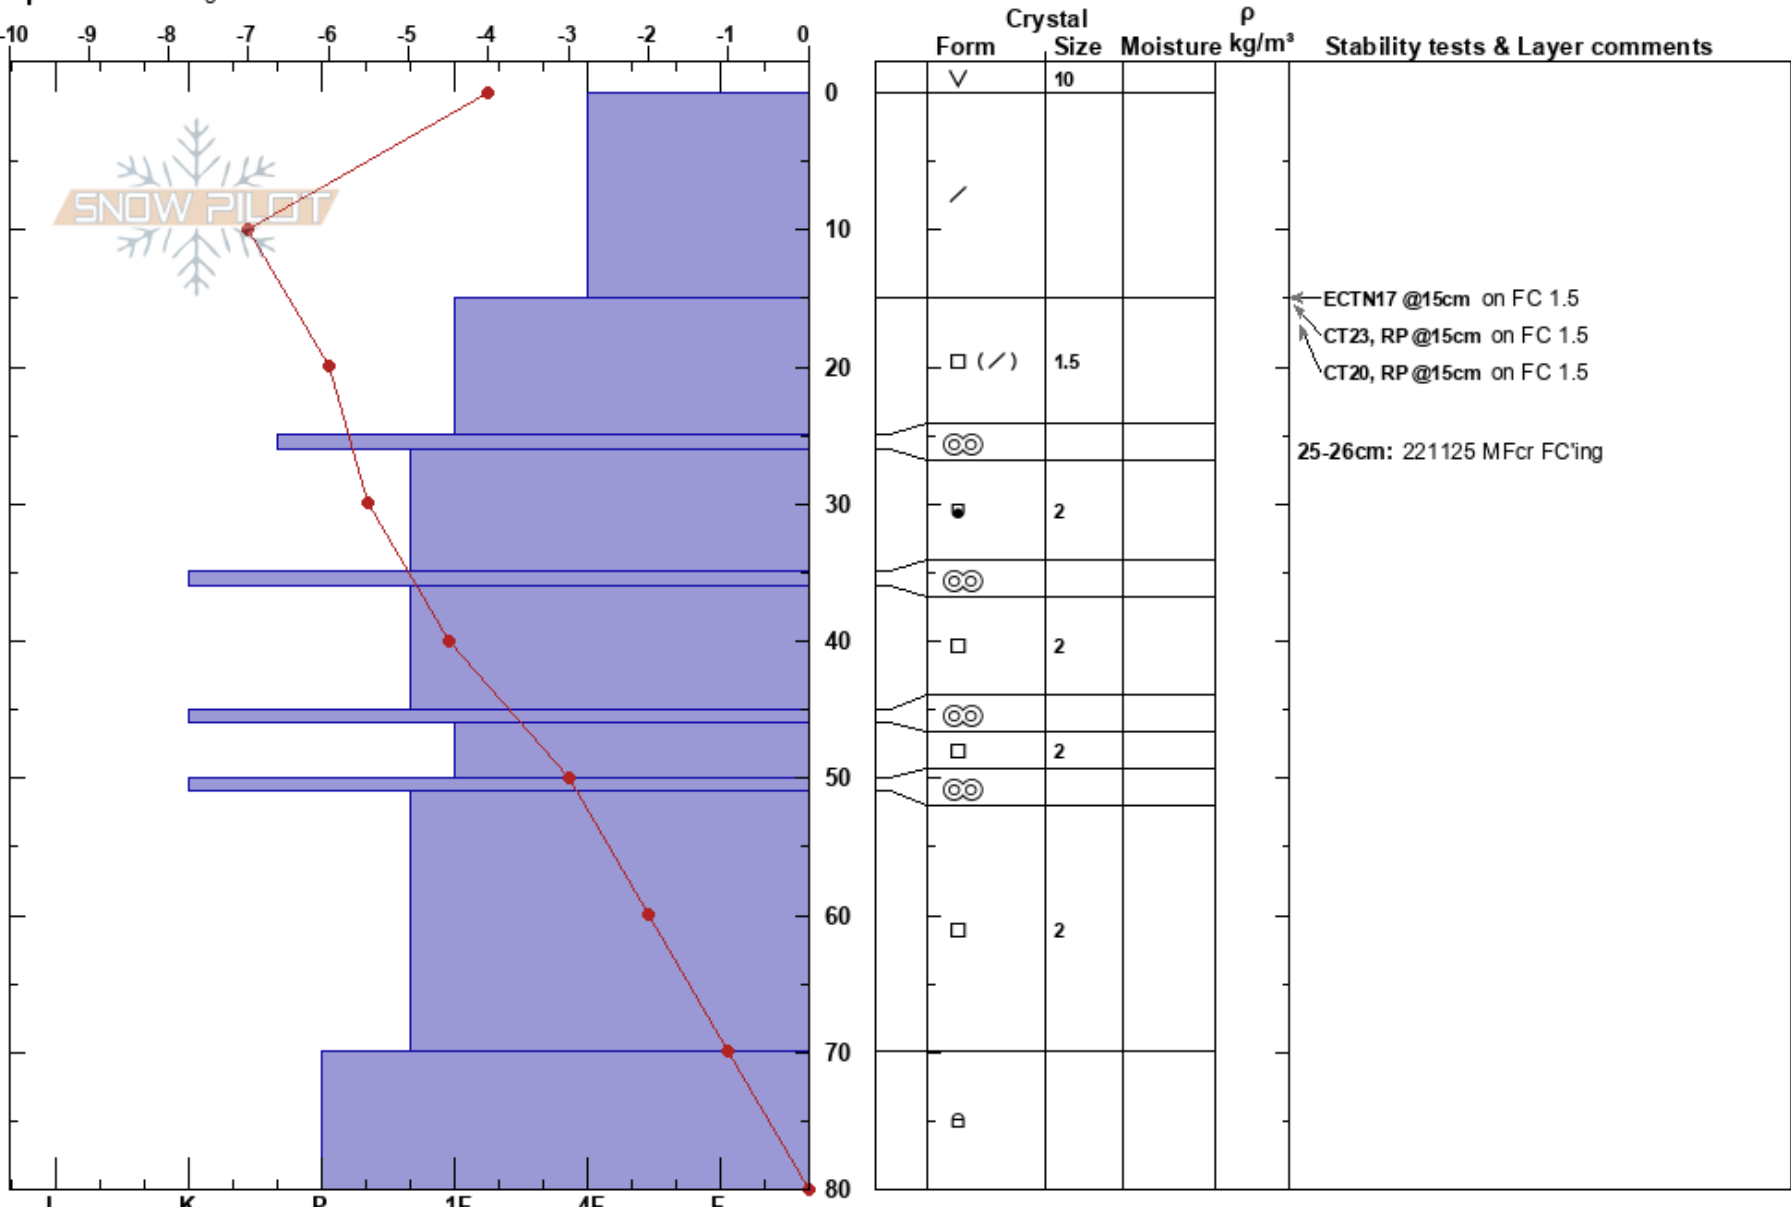 Crystal ρ
-10 -9 -8 -7 -6 -5 -4 -3 -2 -1 0 Form Size Moisture kg/m³ Stability tests & Layer comments
10
0
SNOW PILOT
10
ECTN17 @15cm on FC 1.5
CT23, RP @15cm on FC 1.5
20 1.5 CT20, RP @15cm on FC 1.5
25-26cm: 221125 MFcr FC'ing
30 2
40 2
2
50
60 2
70
80
I K P 1F 4F F